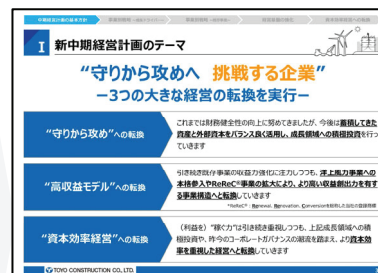 中期経営計画の基本方針
I 新中期経営計画のテーマ
“守りから攻めへ 挑戦する企業”
−3つの大きな経営の転換を実行−
“守りから攻め”への転換
これまでは財務健全性の向上に努めてきましたが、今後は蓄積してきた
資産と外部資本をバランス良く活用し、成長領域への積極投資を行っ
ていきます
“高収益モデル”への転換
引き続き既存事業の収益力強化に注力しつつも、洋上風力事業への
本格参入やReReC®事業の拡大により、より高い収益創出力を有す
る事業構造へと転換していきます
*ReReC® : Renewal, Renovation, Conversionを総称した当社の登録商標
“資本効率経営”への転換
（利益を）“稼ぐ力”は引き続き重視しつつも、上記成長領域への積
極投資や、昨今のコーポレートガバナンスの潮流を踏まえ、より資本効
率を重視した経営へと転換していきます
TOYO CONSTRUCTION CO., LTD.